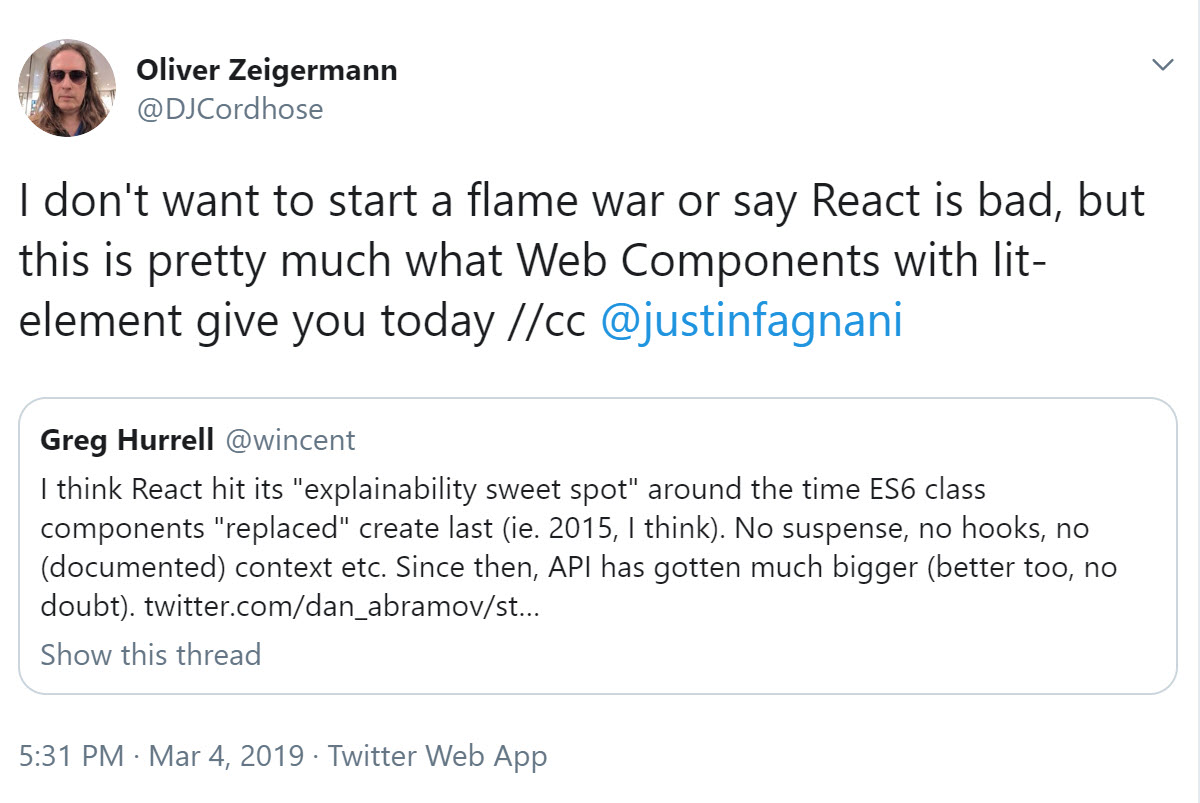 Oliver Zeigermann
@DJCordhose
I don't want to start a flame war or say React is bad, but
this is pretty much what Web Components with lit-
element give you today //cc @justinfagnani
Greg Hurrell @wincent
I think React hit its "explainability sweet spot" around the time ES6 class
components "replaced" create last (ie. 2015, I think). No suspense, no hooks, no
(documented) context etc. Since then, API has gotten much bigger (better too, no
doubt). twitter.com/dan_abramov/st...
Show this thread
5:31 PM · Mar 4, 2019 · Twitter Web App